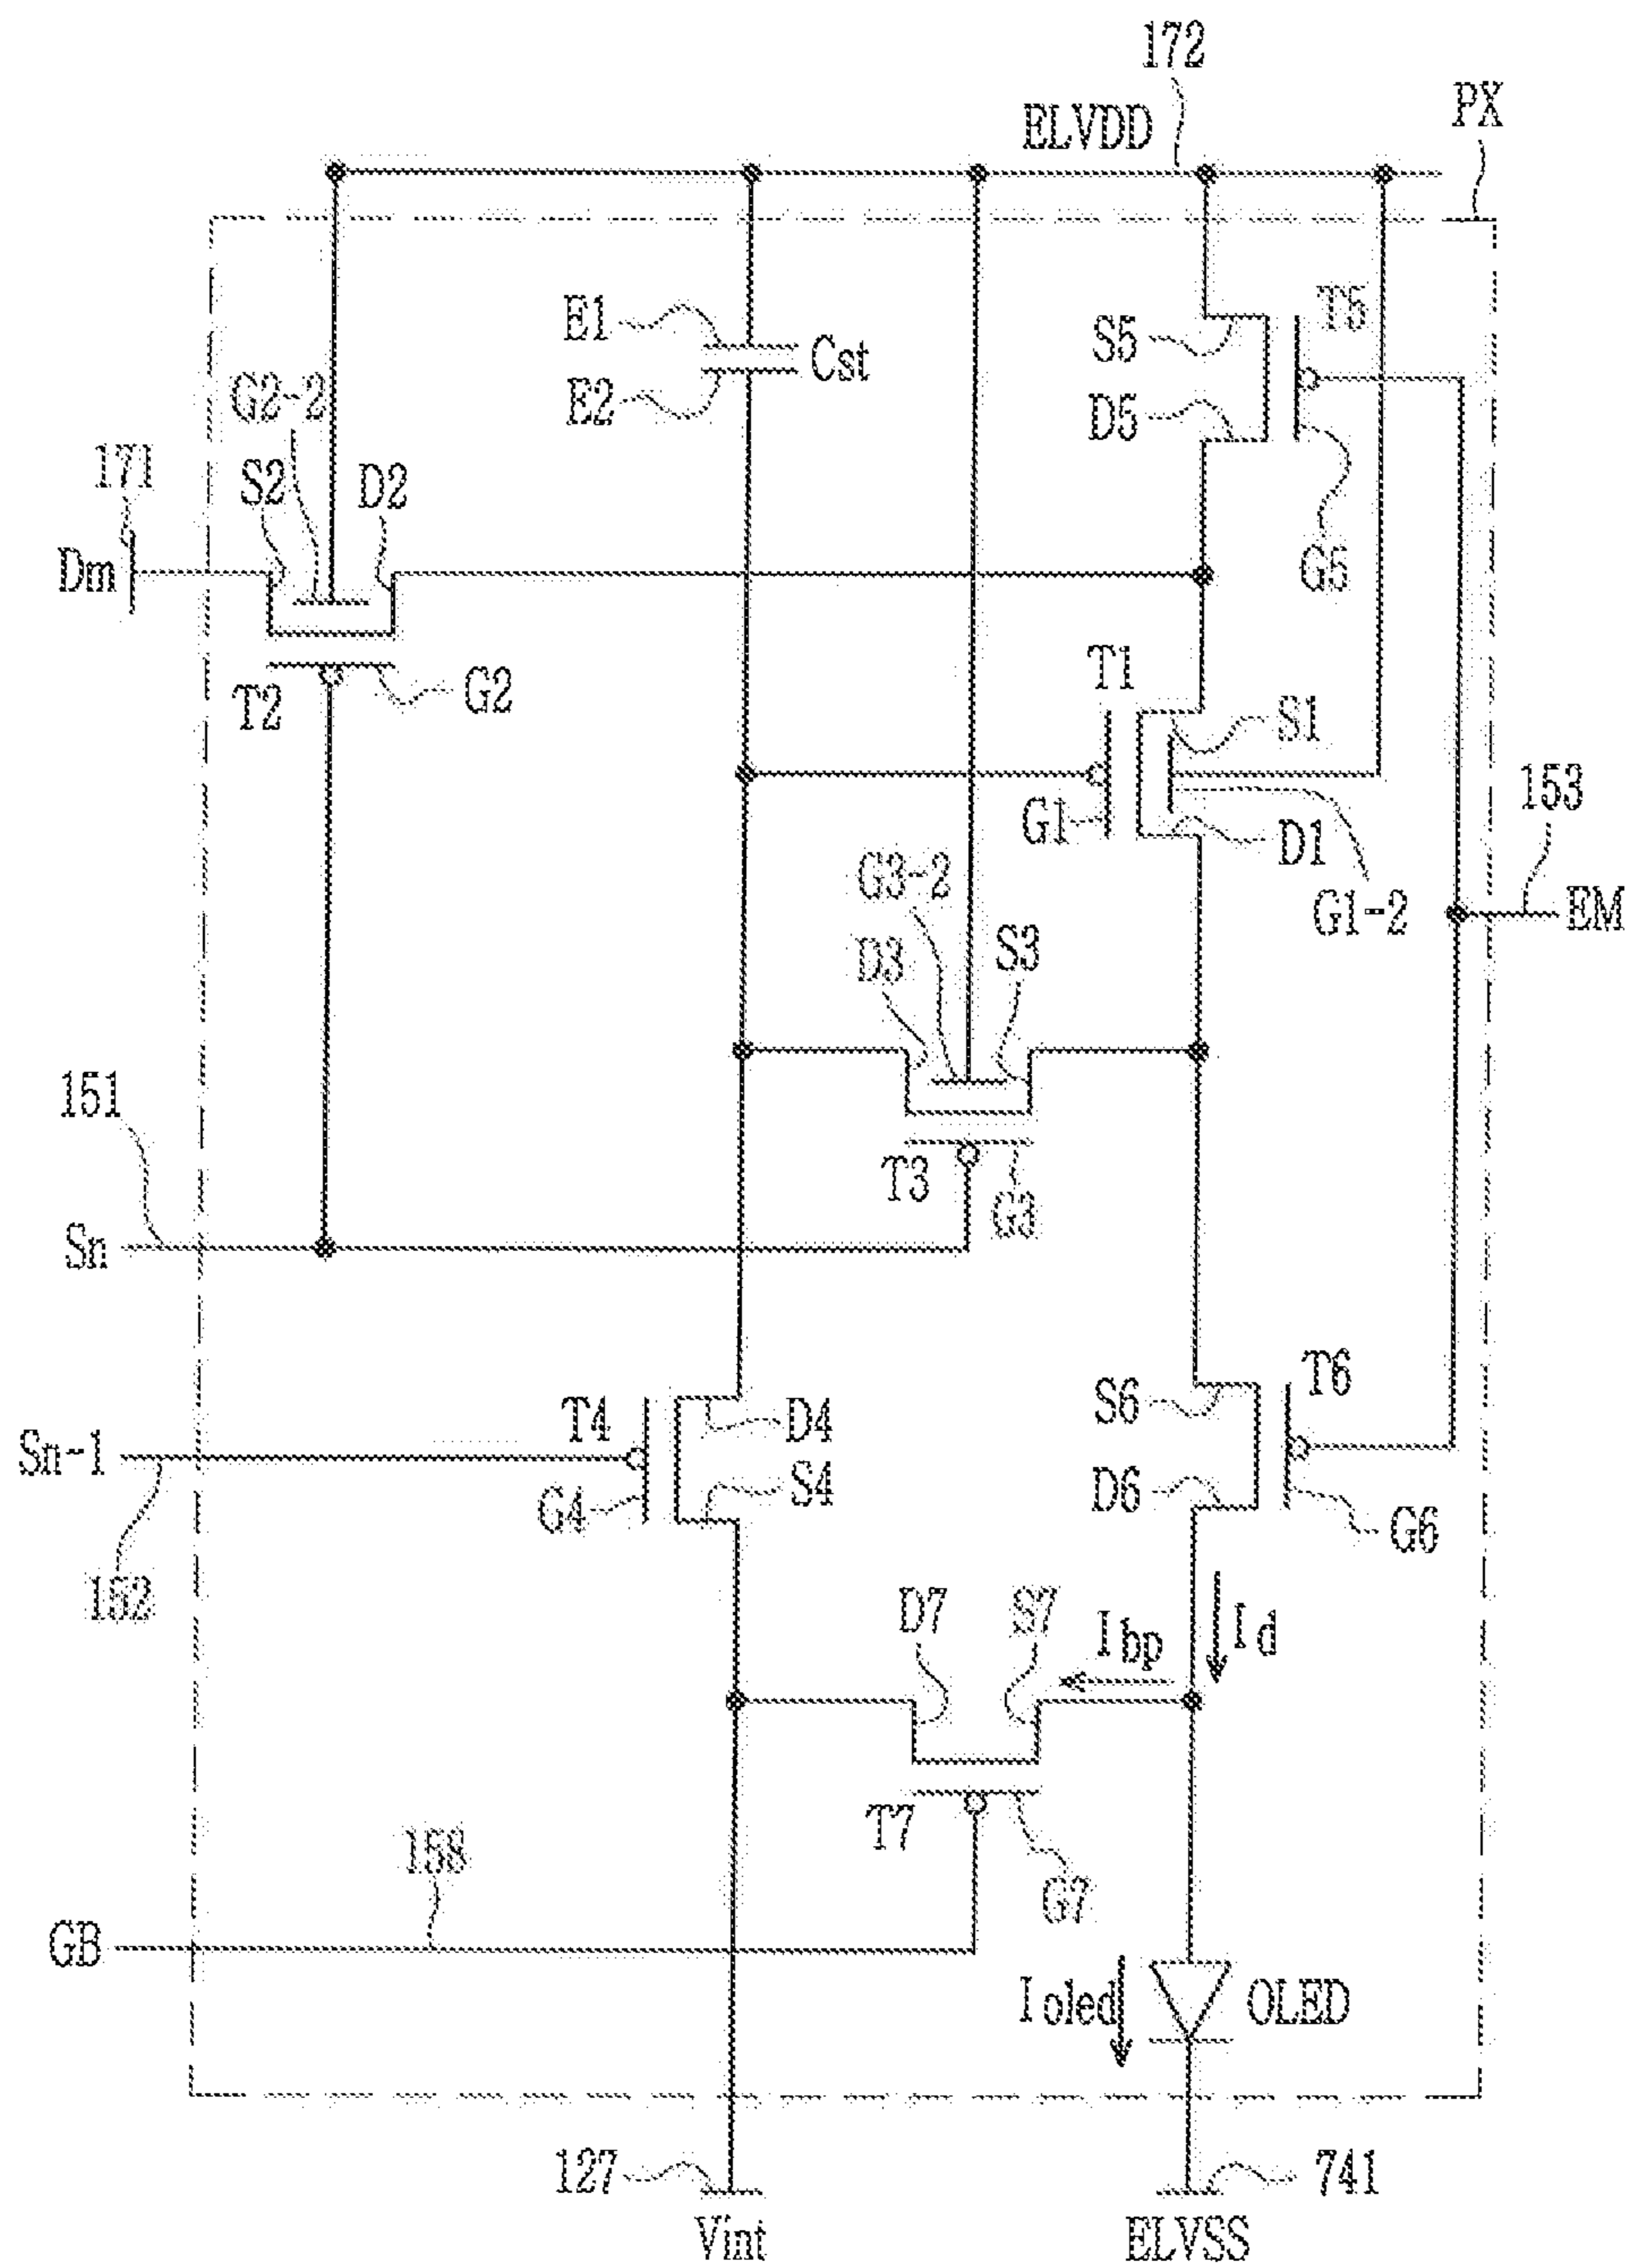 172
ELVDD
PX
E1
Cst
E2
T5
S5
D5
G5
G2-2
S2
D2
171
Dm
T2
G2
T1
S1
G1
D1
G1-2
153
EM
G3-2
D3
S3
T3
G3
151
Sn
T4
D4
Sn-1
G4
S4
152
T6
S6
D6
G6
D7
S7
Ibp
Id
T7
G7
158
GB
Ioled
OLED
127
Vint
741
ELVSS